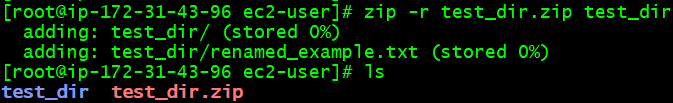 [root@ip-172-31-43-96 ec2-user]# zip -r test_dir.zip test_dir
  adding: test_dir/ (stored 0%)
  adding: test_dir/renamed_example.txt (stored 0%)
[root@ip-172-31-43-96 ec2-user]# ls
test_dir  test_dir.zip